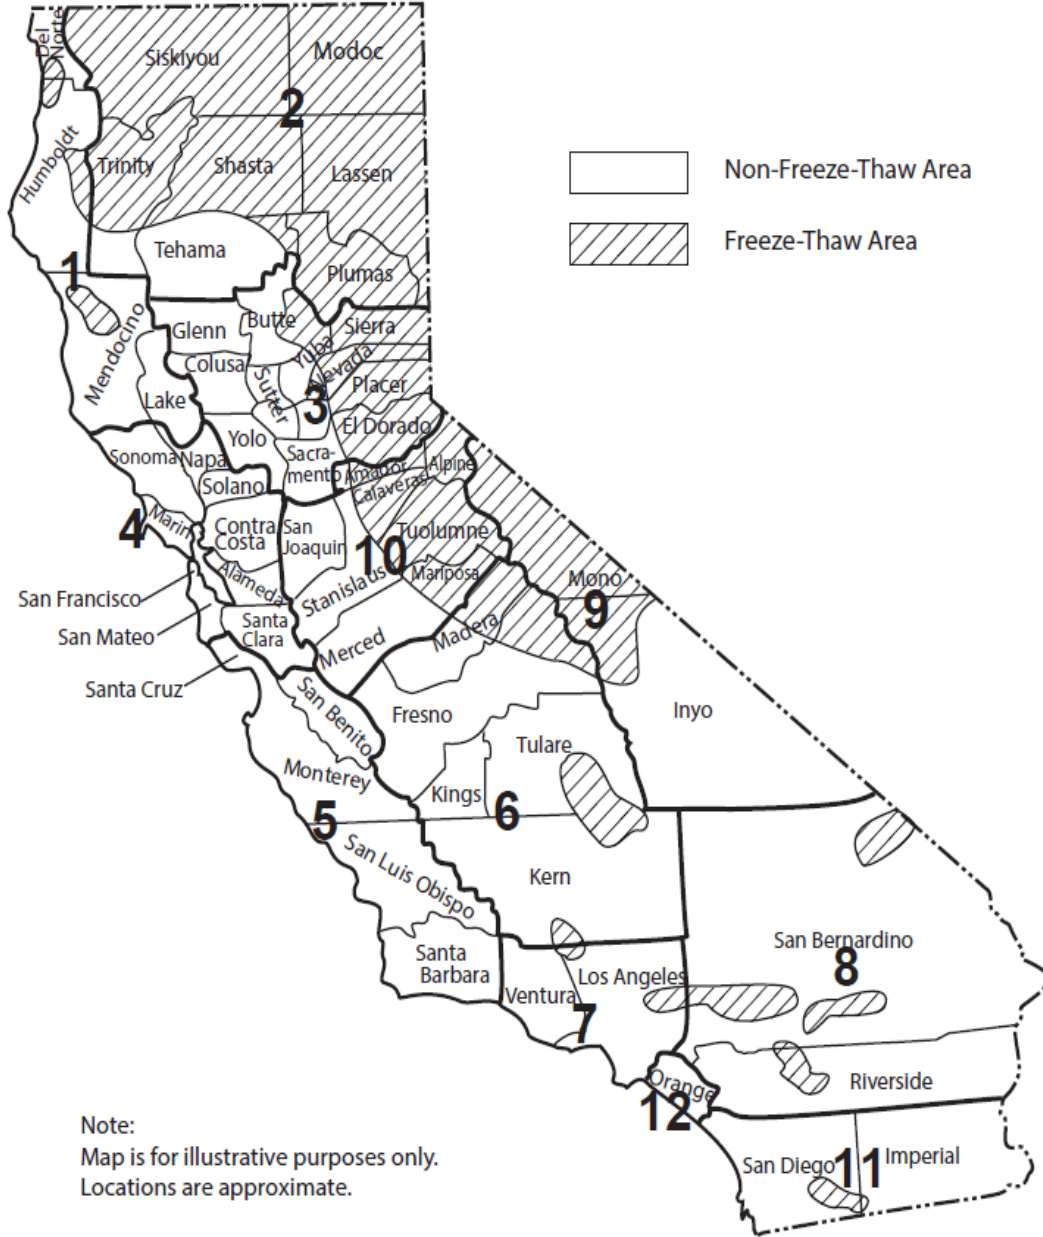 Del
Norte
Siskiyou
Modoc
2
Humboldt
Trinity
Shasta
Lassen
Non-Freeze-Thaw Area
Freeze-Thaw Area
Tehama
Plumas
1
Mendocino
Glenn
Butte
Sierra
Yuba
Nevada
Colusa
Sutter
Placer
Lake
3
El Dorado
Yolo
Sonoma
Napa
Sacra-
mento
Amador
Alpine
Solano
Calaveras
4
Marin
Contra
Costa
San
Joaquin
10
Tuolumne
Alameda
Stanislaus
Mariposa
Mono
9
San Francisco
San Mateo
Santa
Clara
Merced
Madera
Santa Cruz
San Benito
Fresno
Inyo
Tulare
Monterey
Kings
5
6
San Luis Obispo
Kern
San Bernardino
8
Santa
Barbara
Ventura
Los Angeles
7
Orange
12
Riverside
San Diego
11
Imperial
Note:
Map is for illustrative purposes only.
Locations are approximate.